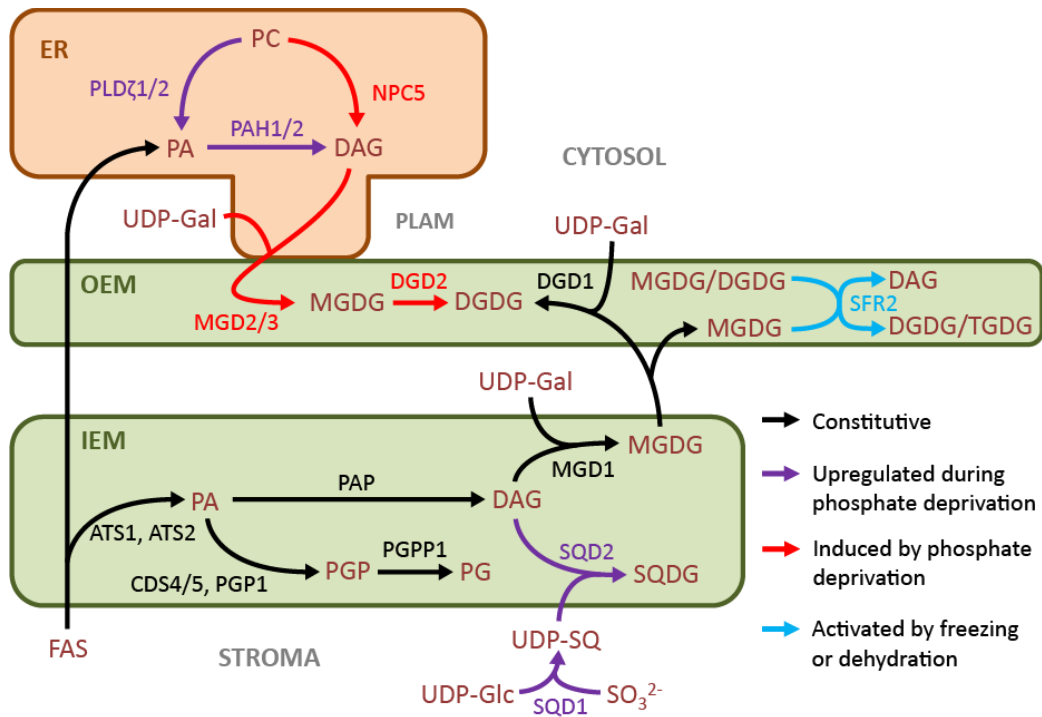 ER
PC
PLDζ1/2
NPC5
PA
PAH1/2
DAG
CYTOSOL
UDP-Gal
PLAM
UDP-Gal
OEM
MGD2/3
MGDG
DGD2
DGDG
DGD1
MGDG/DGDG
DAG
SFR2
MGDG
DGDG/TGDG
UDP-Gal
IEM
MGDG
MGD1
PA
PAP
DAG
ATS1, ATS2
CDS4/5, PGP1
PGP
PGPP1
PG
SQD2
SQDG
FAS
STROMA
UDP-SQ
UDP-Glc
SQD1
SO₃²⁻
Constitutive
Upregulated during
phosphate deprivation
Induced by phosphate
deprivation
Activated by freezing
or dehydration